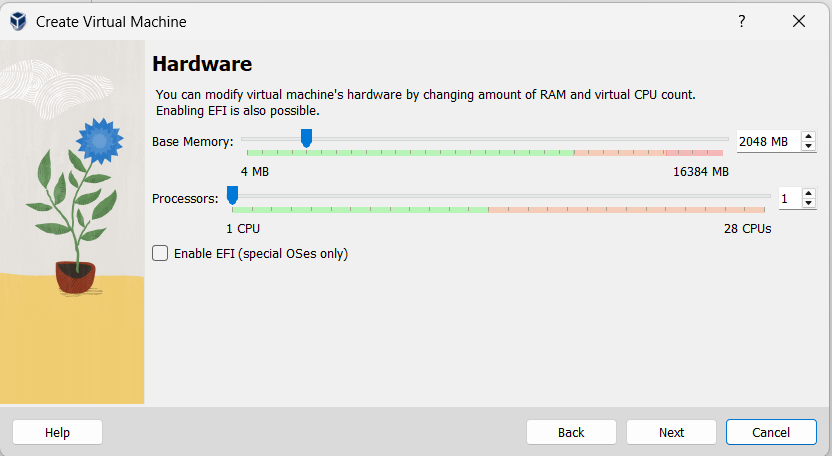 Create Virtual Machine
?
Hardware
You can modify virtual machine's hardware by changing amount of RAM and virtual CPU count.
Enabling EFI is also possible.
Base Memory: 2048 MB
4 MB 16384 MB
Processors: 1
1 CPU 28 CPUs
Enable EFI (special OSes only)
Help Back Next Cancel